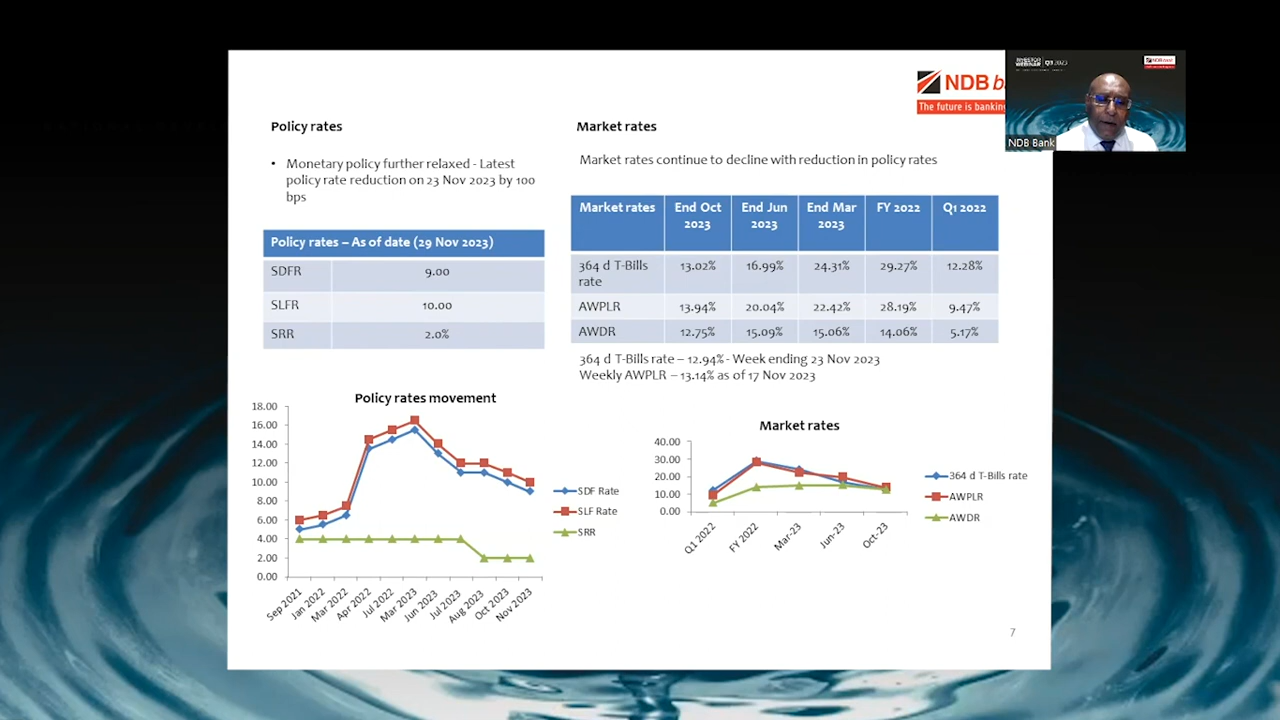 NDB b
The future is banking
INVESTOR
WEBINAR Q3 2023
NDB bank
NDB Bank
Policy rates
• Monetary policy further relaxed - Latest
policy rate reduction on 23 Nov 2023 by 100
bps
Policy rates – As of date (29 Nov 2023)
SDFR 9.00
SLFR 10.00
SRR 2.0%
Market rates
Market rates continue to decline with reduction in policy rates
Market rates End Oct 2023 End Jun 2023 End Mar 2023 FY 2022 Q1 2022
364 d T-Bills rate 13.02% 16.99% 24.31% 29.27% 12.28%
AWPLR 13.94% 20.04% 22.42% 28.19% 9.47%
AWDR 12.75% 15.09% 15.06% 14.06% 5.17%
364 d T-Bills rate – 12.94% - Week ending 23 Nov 2023
Weekly AWPLR – 13.14% as of 17 Nov 2023
Policy rates movement
18.00
16.00
14.00
12.00
10.00
8.00
6.00
4.00
2.00
0.00
Sep 2021 Jan 2022 Mar 2022 Apr 2022 Jul 2022 Mar 2023 Jun 2023 Jul 2023 Aug 2023 Oct 2023 Nov 2023
SDF Rate
SLF Rate
SRR
Market rates
40.00
30.00
20.00
10.00
0.00
Q1 2022 FY 2022 Mar-23 Jun-23 Oct-23
364 d T-Bills rate
AWPLR
AWDR
7